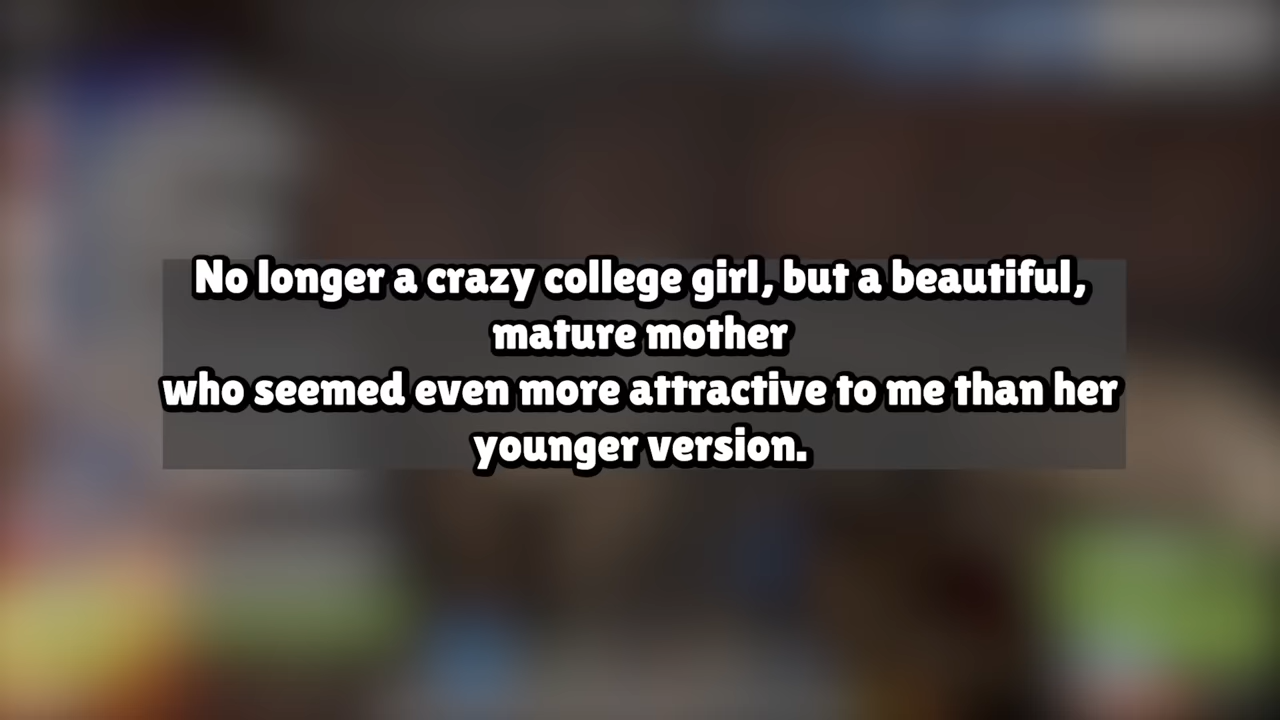 No longer a crazy college girl, but a beautiful,
mature mother
who seemed even more attractive to me than her
younger version.